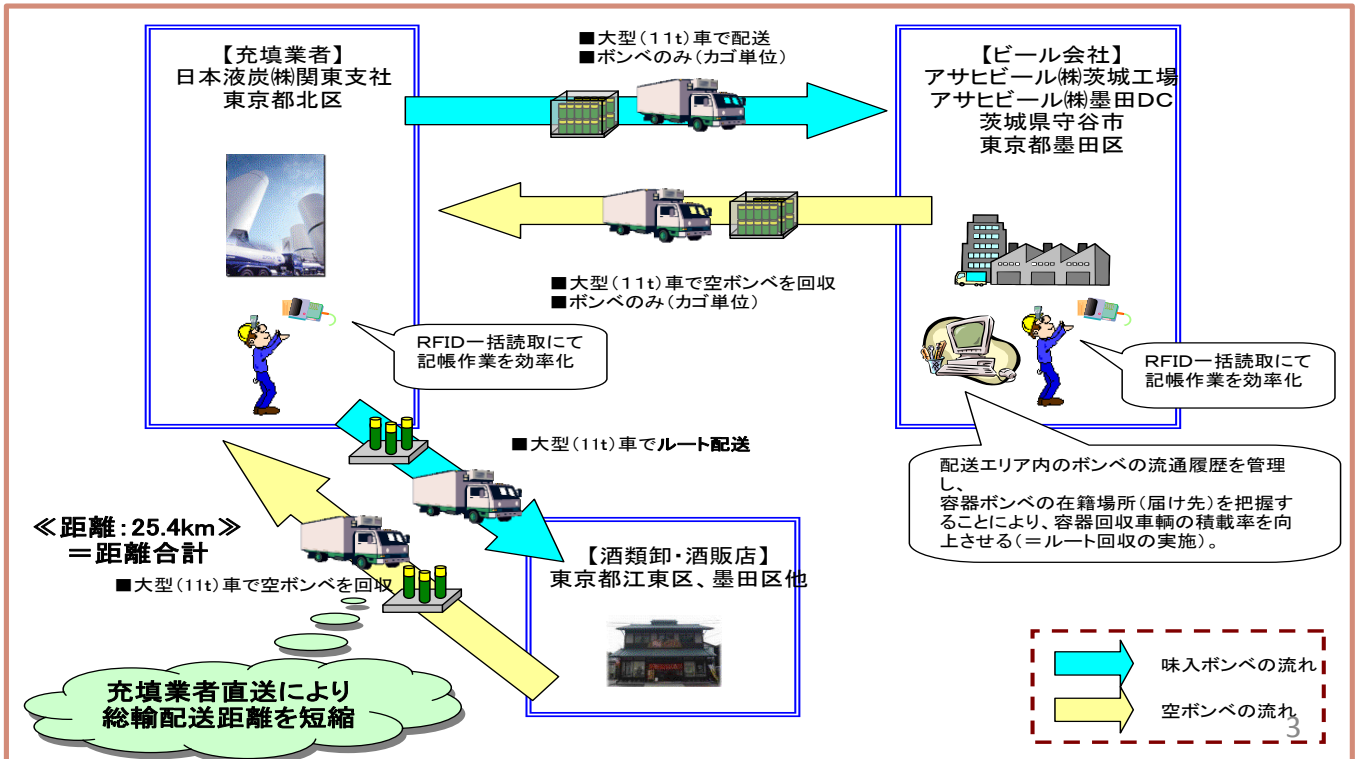 【充填業者】
日本液炭㈱関東支社
東京都北区
■大型(11t)車で配送
■ボンベのみ(カゴ単位)
【ビール会社】
アサヒビール㈱茨城工場
アサヒビール㈱墨田DC
茨城県守谷市
東京都墨田区
■大型(11t)車で空ボンベを回収
■ボンベのみ(カゴ単位)
RFID一括読取にて
記帳作業を効率化
RFID一括読取にて
記帳作業を効率化
■大型(11t)車でルート配送
配送エリア内のボンベの流通履歴を管理
し、
容器ボンベの在籍場所(届け先)を把握す
ることにより、容器回収車輌の積載率を向
上させる(=ルート回収の実施)。
≪距離:25.4km≫
=距離合計
■大型(11t)車で空ボンベを回収
【酒類卸・酒販店】
東京都江東区、墨田区他
充填業者直送により
総輸配送距離を短縮
味入ボンベの流れ
空ボンベの流れ
3